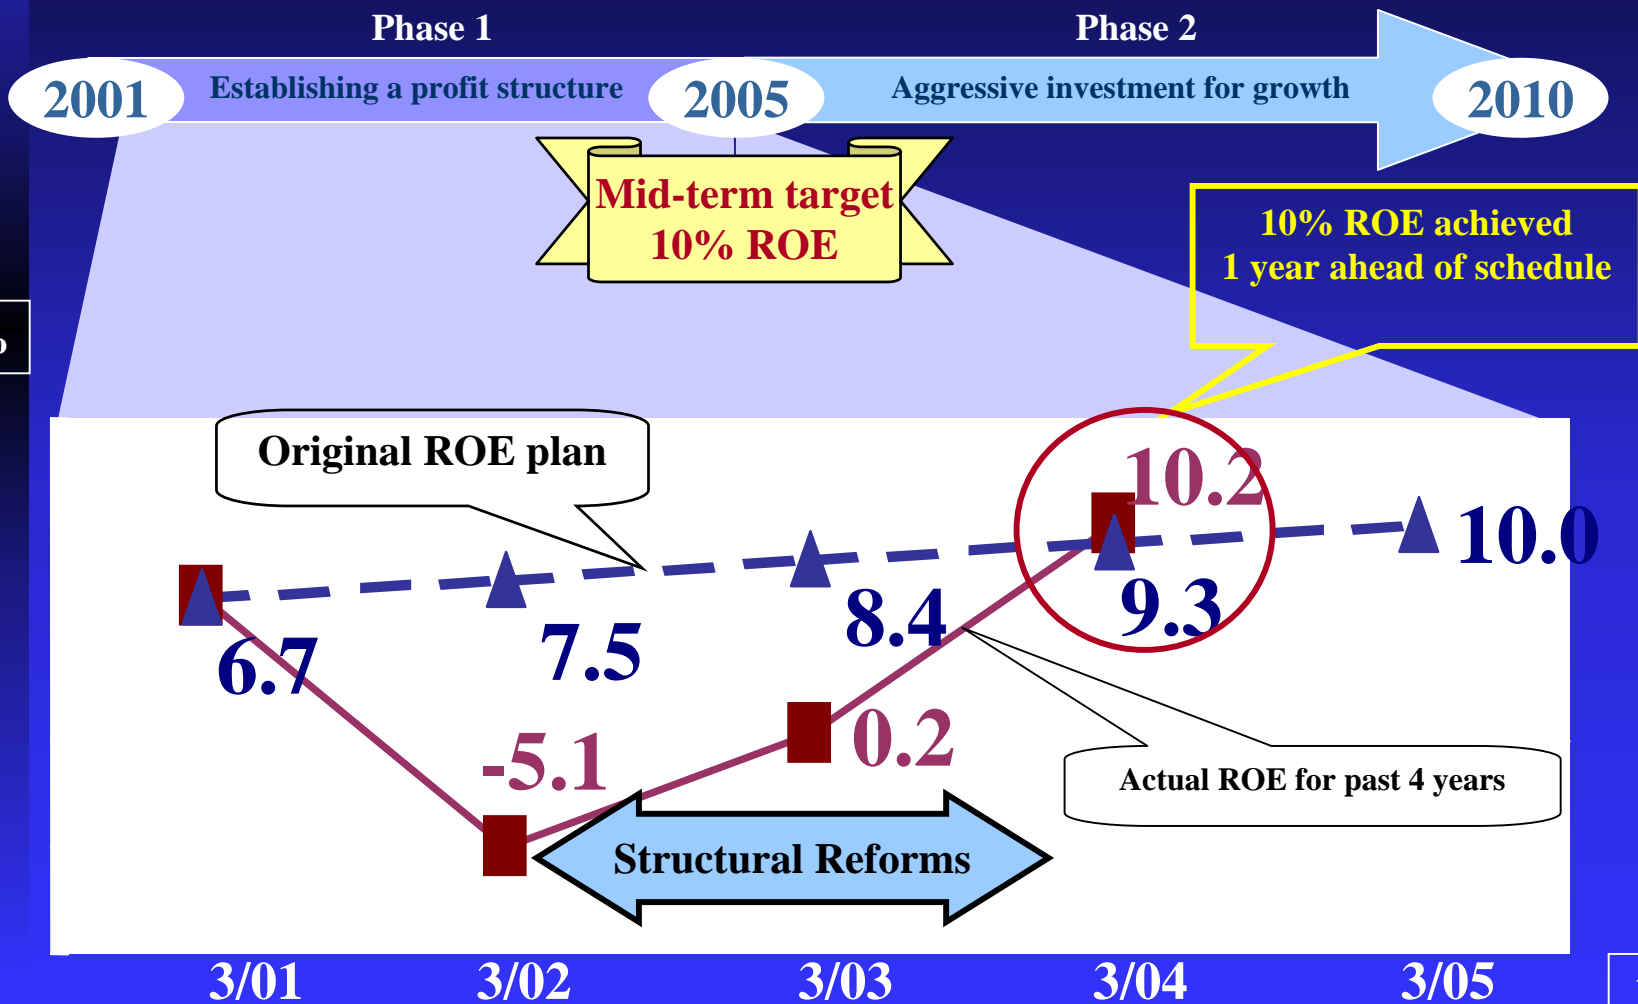 Phase 1
Phase 2
2001
Establishing a profit structure
2005
Aggressive investment for growth
2010
Mid-term target
10% ROE
10% ROE achieved
1 year ahead of schedule
Original ROE plan
10.2
10.0
9.3
8.4
7.5
6.7
-5.1
0.2
Actual ROE for past 4 years
Structural Reforms
3/01
3/02
3/03
3/04
3/05